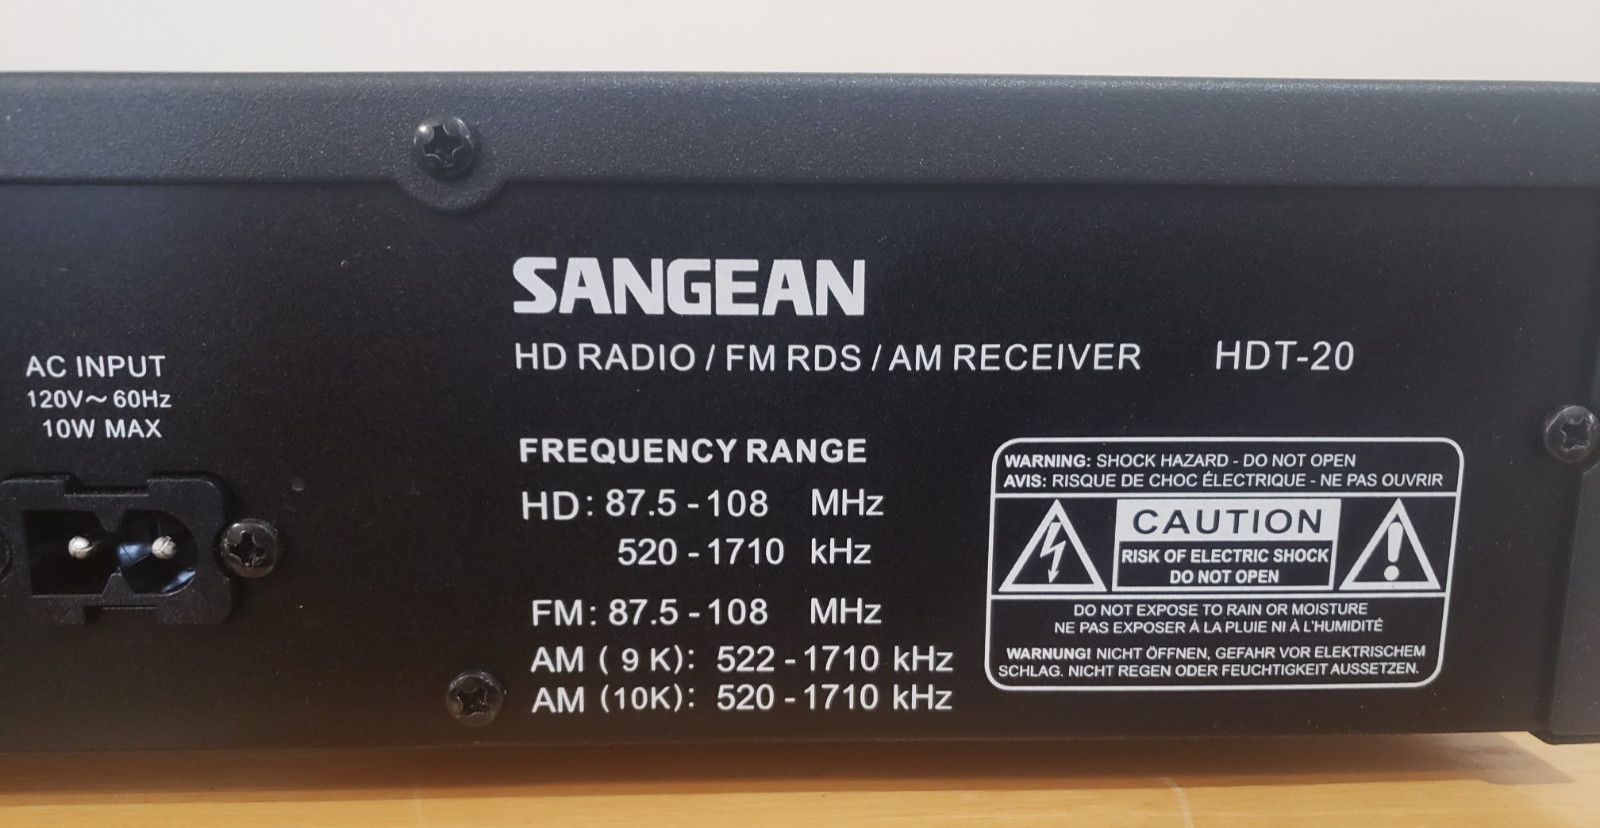 SANGEAN
HD RADIO / FM RDS / AM RECEIVER HDT-20
AC INPUT
120V~ 60Hz
10W MAX
FREQUENCY RANGE
HD: 87.5 - 108 MHz
520 - 1710 kHz
FM: 87.5 - 108 MHz
AM ( 9 K): 522 - 1710 kHz
AM (10K): 520 - 1710 kHz
WARNING: SHOCK HAZARD - DO NOT OPEN
AVIS: RISQUE DE CHOC ÉLECTRIQUE - NE PAS OUVRIR
CAUTION
RISK OF ELECTRIC SHOCK
DO NOT OPEN
DO NOT EXPOSE TO RAIN OR MOISTURE
NE PAS EXPOSER À LA PLUIE NI À L'HUMIDITÉ
WARNUNG! NICHT ÖFFNEN, GEFAHR VOR ELEKTRISCHEM
SCHLAG. NICHT REGEN ODER FEUCHTIGKEIT AUSSETZEN.